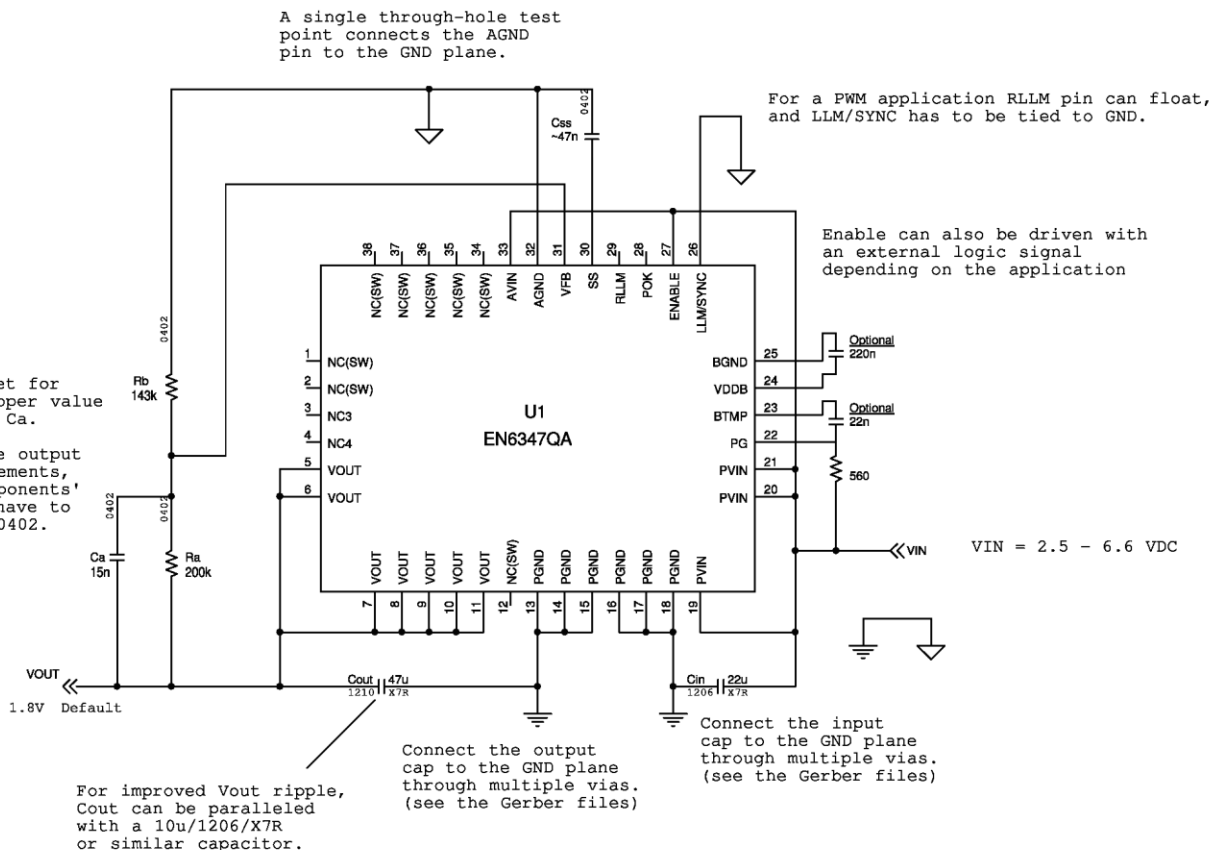 A single through-hole test
point connects the AGND
pin to the GND plane.
For a PWM application RLLM pin can float,
and LLM/SYNC has to be tied to GND.
0402
Css
~47n
Enable can also be driven with
an external logic signal
depending on the application
38
37
36
35
34
33
32
31
30
29
28
27
26
NC(SW)
NC(SW)
NC(SW)
NC(SW)
NC(SW)
AVIN
AGND
VFB
SS
RLLM
POK
ENABLE
LLM/SYNC
0402
Rb
143k
et for
oper value
Ca.
e output
ements,
ponents'
have to
0402.
0402
0402
Ca
15n
Ra
200k
1 NC(SW)
2 NC(SW)
3 NC3
4 NC4
5 VOUT
6 VOUT
U1
EN6347QA
BGND 25
VDDB 24
BTMP 23
PG 22
PVIN 21
PVIN 20
Optional
220n
Optional
22n
560
VIN
VIN = 2.5 - 6.6 VDC
VOUT
VOUT
VOUT
VOUT
VOUT
NC(SW)
PGND
PGND
PGND
PGND
PGND
PGND
PVIN
7
8
9
10
11
12
13
14
15
16
17
18
19
VOUT
1.8V Default
Cout 47u
1210 X7R
Cin 22u
1206 X7R
Connect the output
cap to the GND plane
through multiple vias.
(see the Gerber files)
Connect the input
cap to the GND plane
through multiple vias.
(see the Gerber files)
For improved Vout ripple,
Cout can be paralleled
with a 10u/1206/X7R
or similar capacitor.